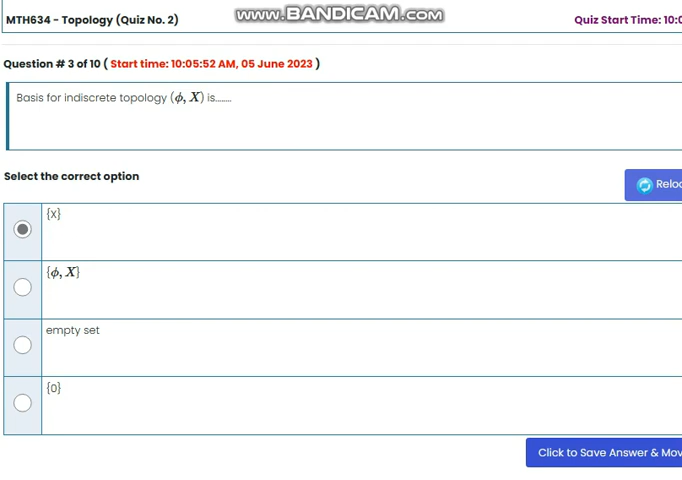 www.BANDICAM.com
MTH634 - Topology (Quiz No. 2)
Quiz Start Time: 10:0
Question # 3 of 10 ( Start time: 10:05:52 AM, 05 June 2023 )
Basis for indiscrete topology (ϕ, X) is........
Select the correct option
Reloa
{x}
{ϕ, X}
empty set
{0}
Click to Save Answer & Mov